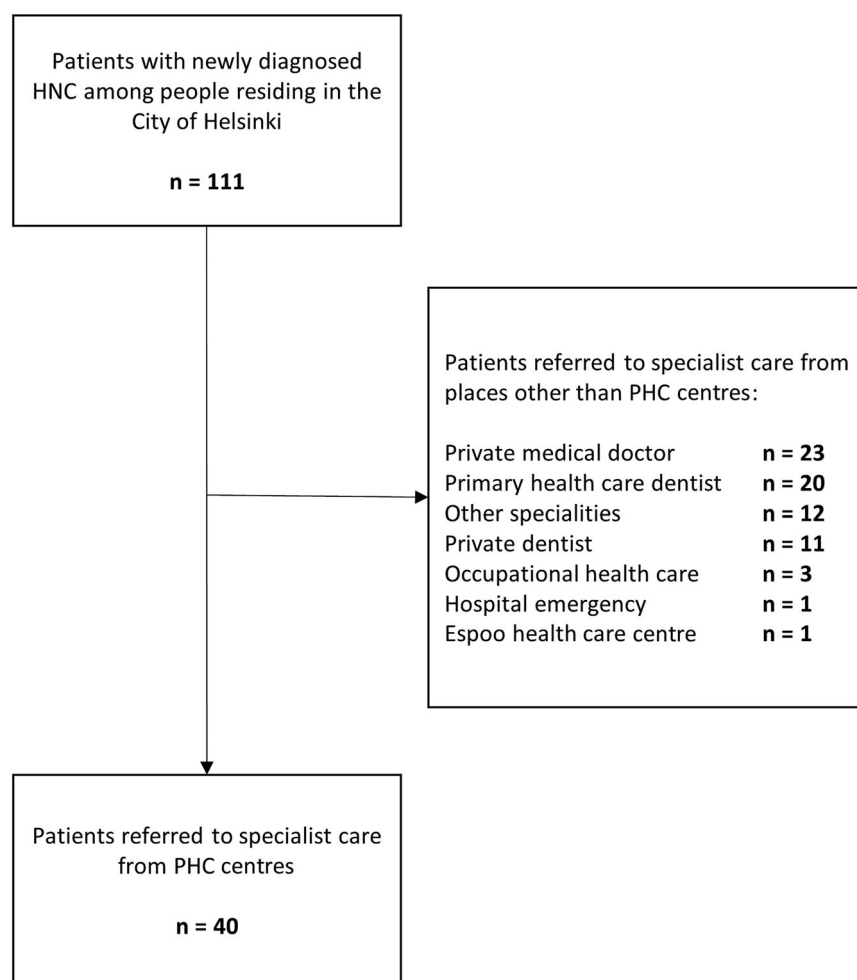 Patients with newly diagnosed
HNC among people residing in the
City of Helsinki
n = 111
Patients referred to specialist care from
places other than PHC centres:
Private medical doctor n = 23
Primary health care dentist n = 20
Other specialities n = 12
Private dentist n = 11
Occupational health care n = 3
Hospital emergency n = 1
Espoo health care centre n = 1
Patients referred to specialist care
from PHC centres
n = 40